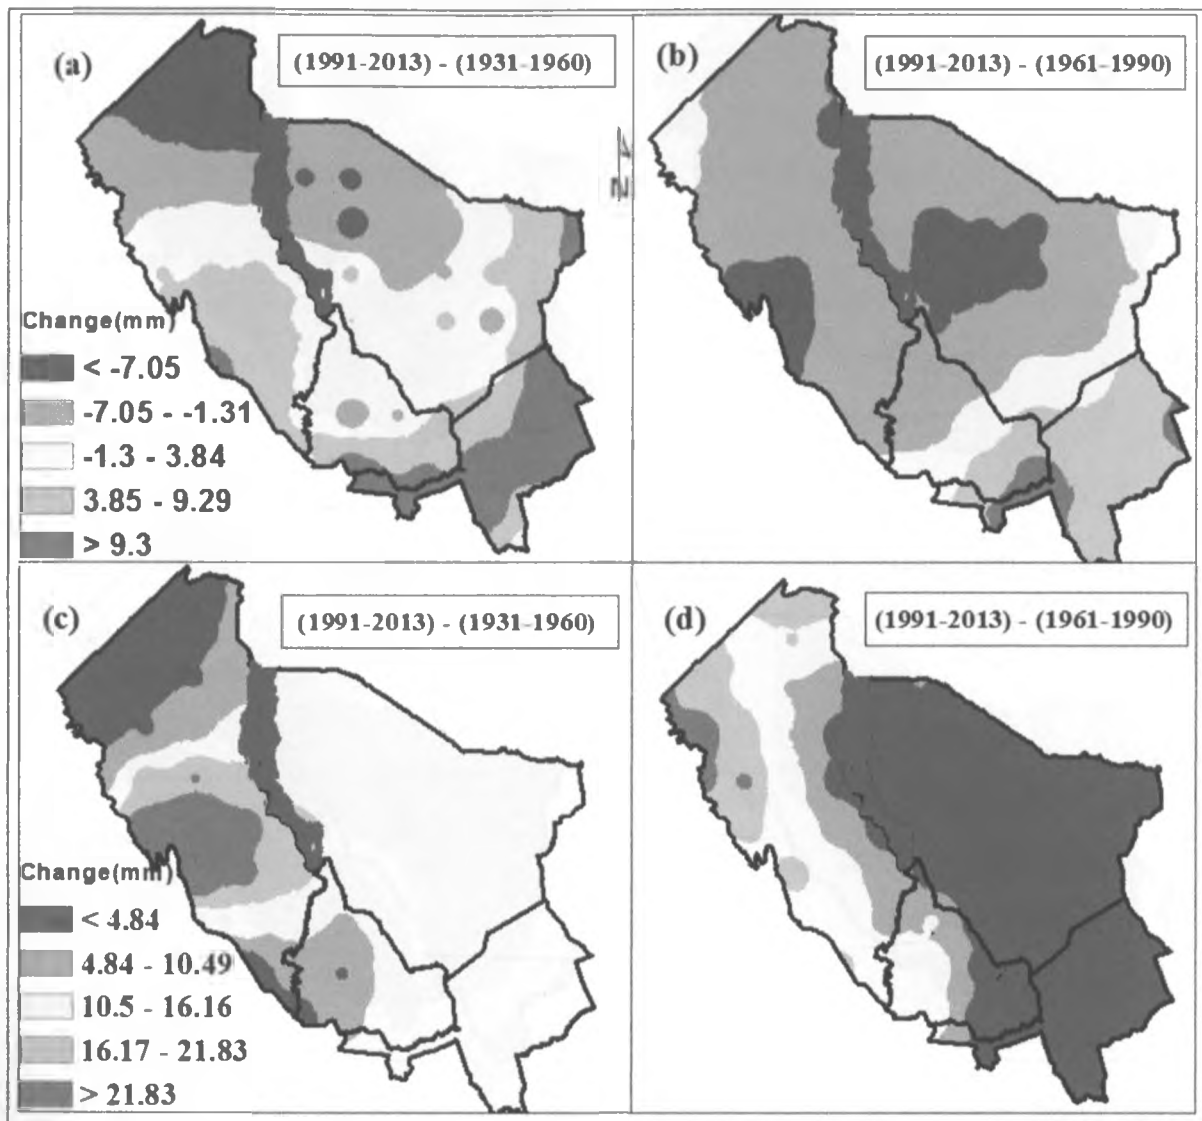 (a)
(1991-2013) - (1931-1960)
(b)
(1991-2013) - (1961-1990)
N
Change(mm)
< -7.05
-7.05 - -1.31
-1.3 - 3.84
3.85 - 9.29
> 9.3
(c)
(1991-2013) - (1931-1960)
(d)
(1991-2013) - (1961-1990)
Change(mm)
< 4.84
4.84 - 10.49
10.5 - 16.16
16.17 - 21.83
> 21.83